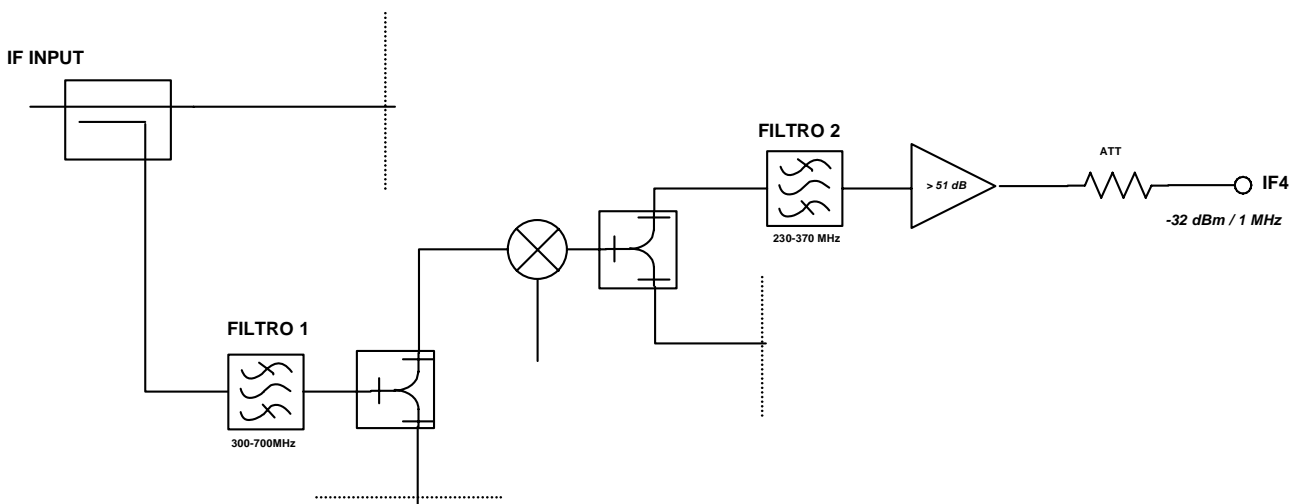 IF INPUT
FILTRO 2
ATT
> 51 dB
IF4
-32 dBm / 1 MHz
230-370 MHz
FILTRO 1
300-700MHz